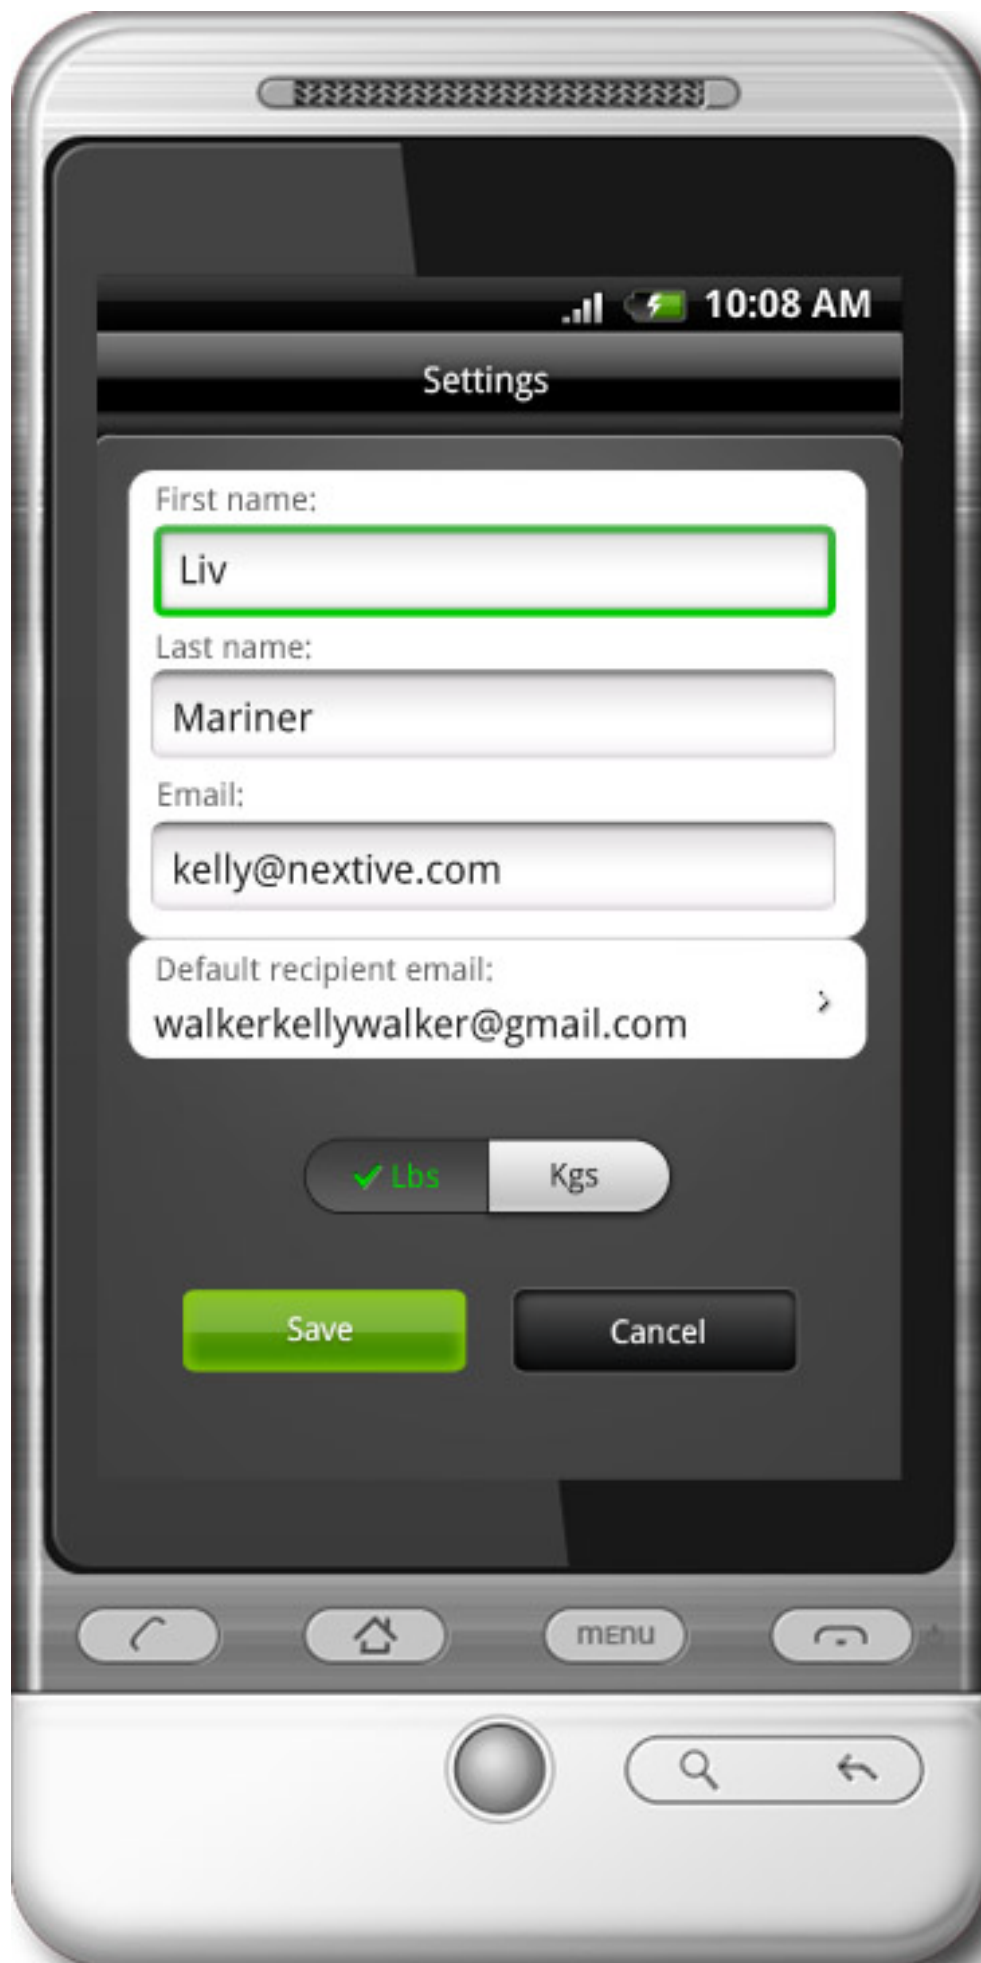 10:08 AM
Settings
First name:
Liv
Last name:
Mariner
Email:
kelly@nextive.com
Default recipient email:
walkerkellywalker@gmail.com
Lbs Kgs
Save Cancel
mEnU